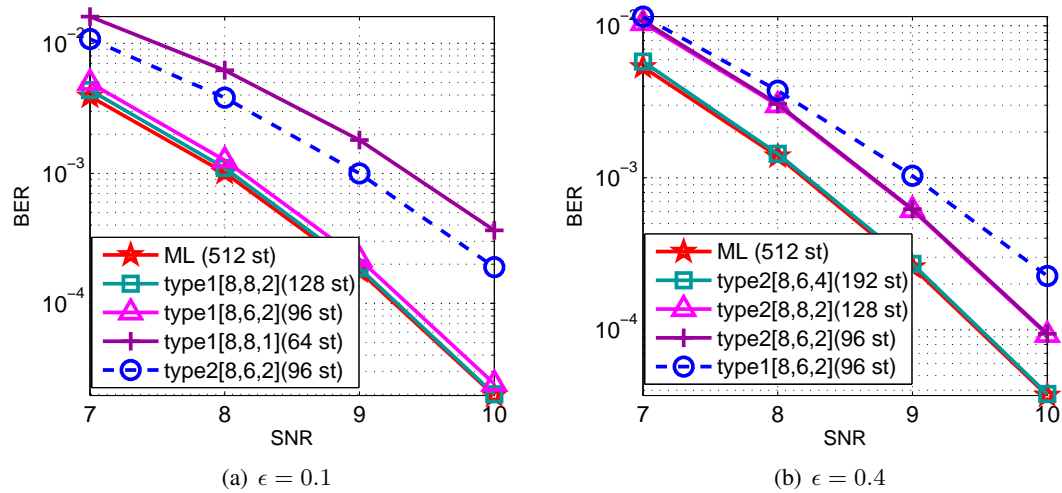 10⁻²
10⁻³
10⁻⁴
BER
7
8
9
10
SNR
ML (512 st)
type1[8,8,2](128 st)
type1[8,6,2](96 st)
type1[8,8,1](64 st)
type2[8,6,2](96 st)
(a) ϵ = 0.1
10⁻²
10⁻³
10⁻⁴
BER
7
8
9
10
SNR
ML (512 st)
type2[8,6,4](192 st)
type2[8,8,2](128 st)
type2[8,6,2](96 st)
type1[8,6,2](96 st)
(b) ϵ = 0.4